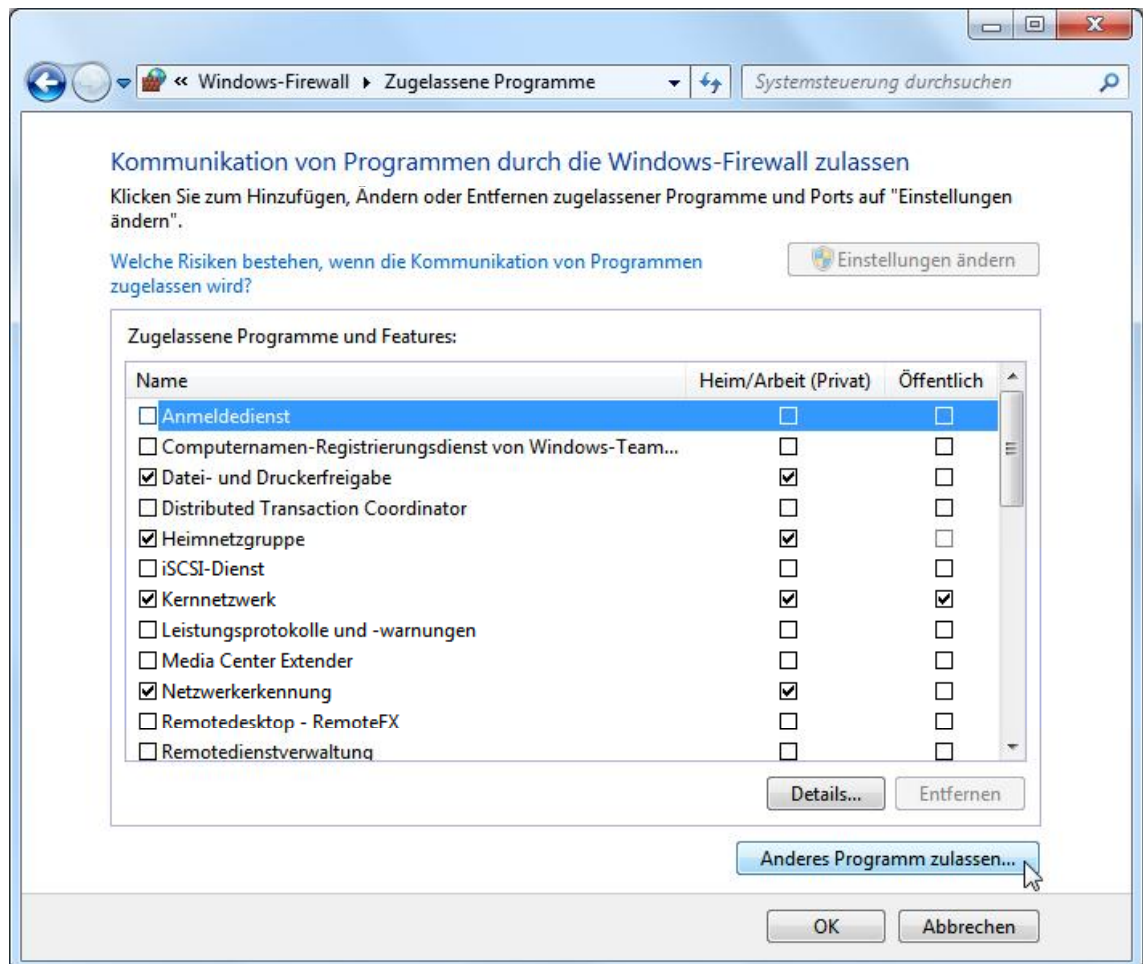 « Windows-Firewall ▸ Zugelassene Programme
Systemsteuerung durchsuchen
Kommunikation von Programmen durch die Windows-Firewall zulassen
Klicken Sie zum Hinzufügen, Ändern oder Entfernen zugelassener Programme und Ports auf "Einstellungen
ändern".
Welche Risiken bestehen, wenn die Kommunikation von Programmen
zugelassen wird?
Einstellungen ändern
Zugelassene Programme und Features:
Name Heim/Arbeit (Privat) Öffentlich
Anmeldedienst
Computernamen-Registrierungsdienst von Windows-Team...
Datei- und Druckerfreigabe
Distributed Transaction Coordinator
Heimnetzgruppe
iSCSI-Dienst
Kernnetzwerk
Leistungsprotokolle und -warnungen
Media Center Extender
Netzwerkerkennung
Remotedesktop - RemoteFX
Remotedienstverwaltung
Details... Entfernen
Anderes Programm zulassen...
OK Abbrechen